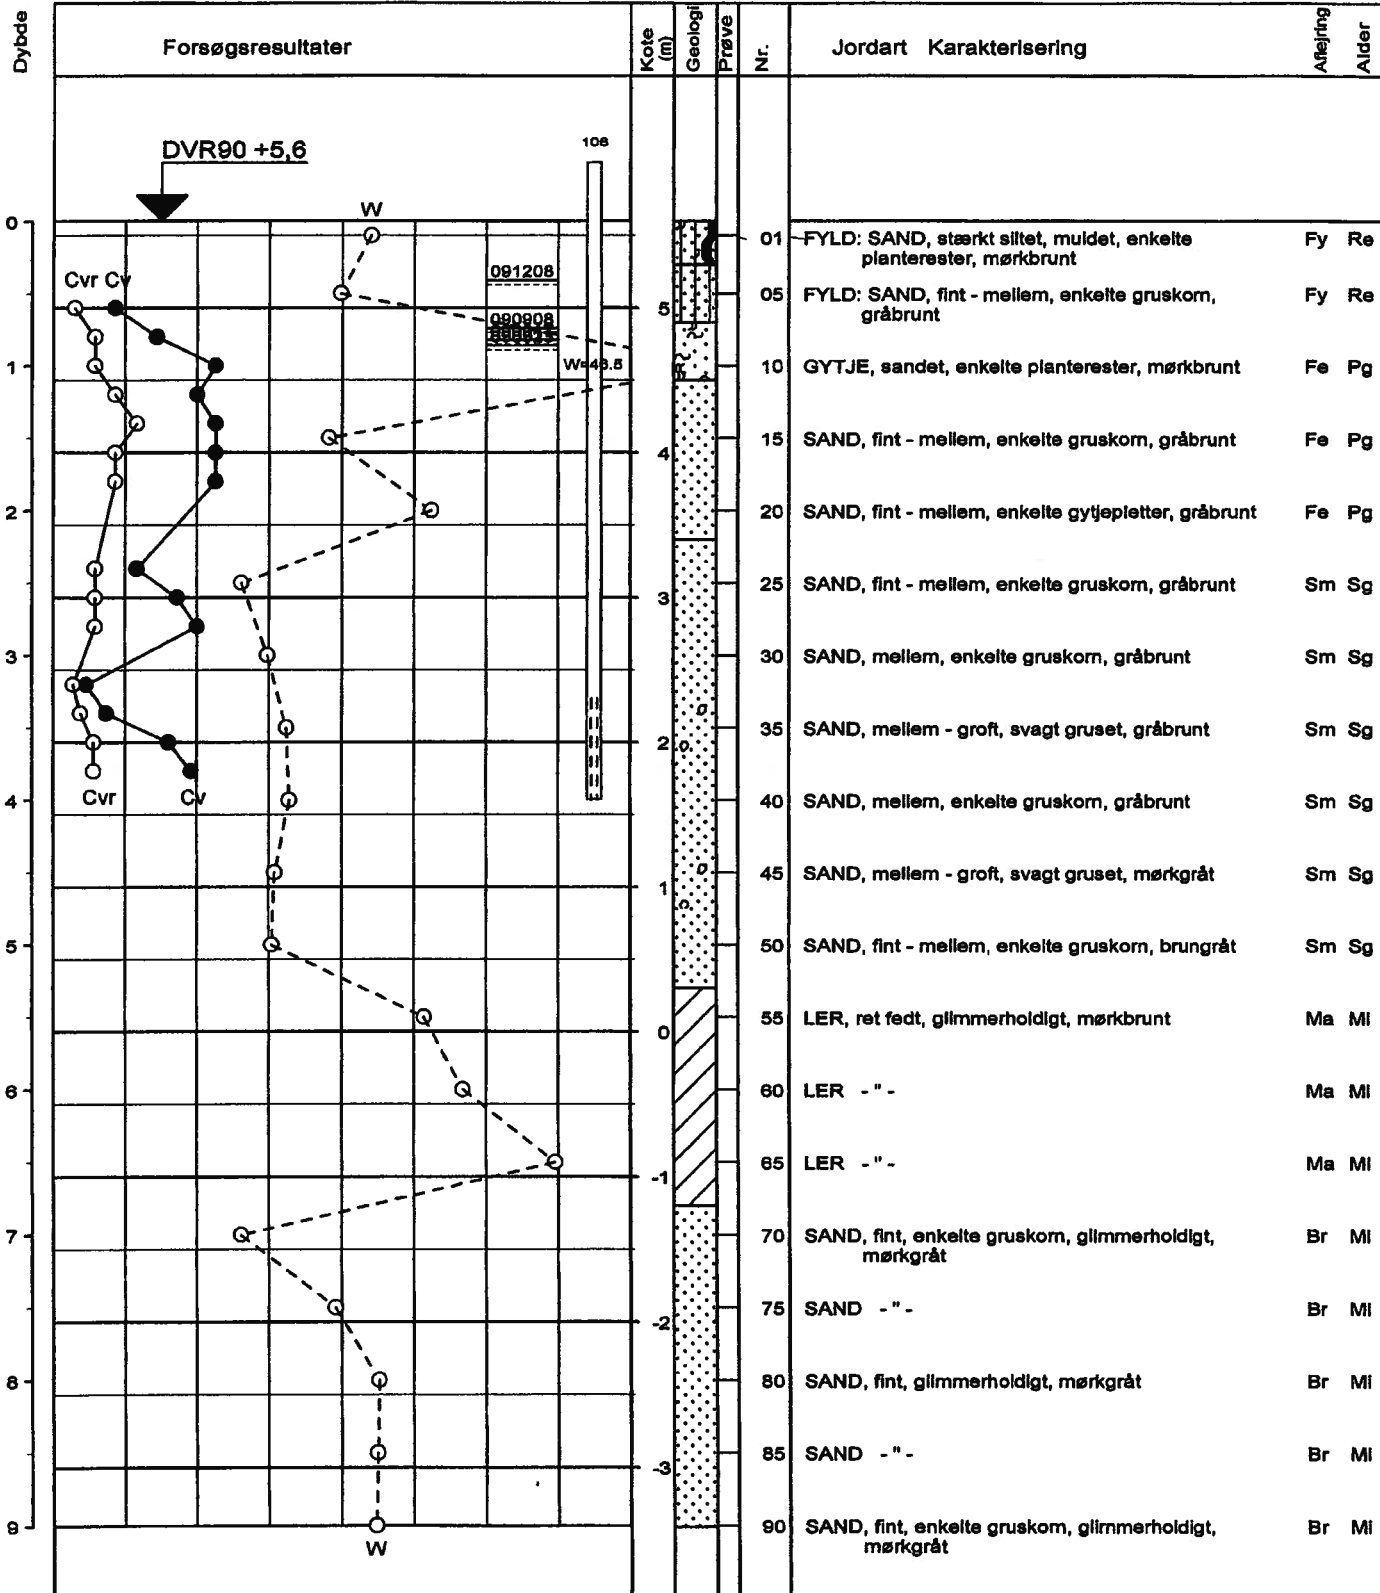 Dybde
Forsøgsresultater
Kote (m)
Geologi
Prøve
Nr.
Jordart Karakterisering
Aflejring
Alder
DVR90 +5,6
106
W
Cvr Cv
091208
090908
W=46.5
Cvr Cv
W
0
1
2
3
4
5
6
7
8
9
5
4
3
2
1
0
-1
-2
-3
01 FYLD: SAND, stærkt siltet, muldet, enkelte Fy Re
planterester, mørkbrunt
05 FYLD: SAND, fint - mellem, enkelte gruskorn, Fy Re
gråbrunt
10 GYTJE, sandet, enkelte planterester, mørkbrunt Fe Pg
15 SAND, fint - mellem, enkelte gruskorn, gråbrunt Fe Pg
20 SAND, fint - mellem, enkelte gytjepletter, gråbrunt Fe Pg
25 SAND, fint - mellem, enkelte gruskorn, gråbrunt Sm Sg
30 SAND, mellem, enkelte gruskorn, gråbrunt Sm Sg
35 SAND, mellem - groft, svagt gruset, gråbrunt Sm Sg
40 SAND, mellem, enkelte gruskorn, gråbrunt Sm Sg
45 SAND, mellem - groft, svagt gruset, mørkgråt Sm Sg
50 SAND, fint - mellem, enkelte gruskorn, brungråt Sm Sg
55 LER, ret fedt, glimmerholdigt, mørkbrunt Ma Mi
60 LER - " - Ma Mi
65 LER - " - Ma Mi
70 SAND, fint, enkelte gruskorn, glimmerholdigt, Br Mi
mørkgråt
75 SAND - " - Br Mi
80 SAND, fint, glimmerholdigt, mørkgråt Br Mi
85 SAND - " - Br Mi
90 SAND, fint, enkelte gruskorn, glimmerholdigt, Br Mi
mørkgråt